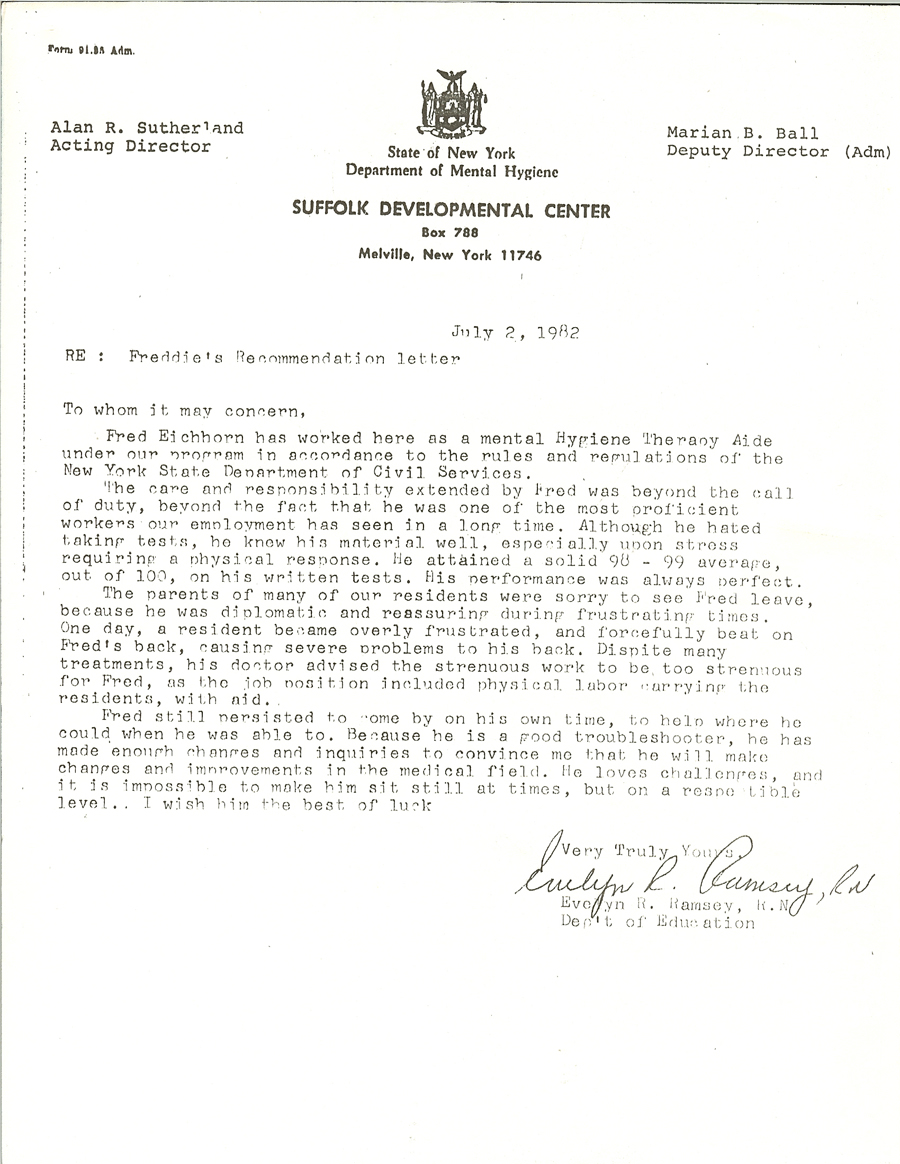 Form 91.88 Adm.
Alan R. Sutherland
Acting Director
Marian B. Ball
Deputy Director (Adm)
State of New York
Department of Mental Hygiene
SUFFOLK DEVELOPMENTAL CENTER
Box 788
Melville, New York 11746
July 2, 1982
RE : Freddie's Recommendation letter
To whom it may concern,
Fred Eichhorn has worked here as a mental Hygiene Therapy Aide
under our program in accordance to the rules and regulations of the
New York State Department of Civil Services.
The care and responsibility extended by Fred was beyond the call
of duty, beyond the fact that he was one of the most proficient
workers our employment has seen in a long time. Although he hated
taking tests, he knew his material well, especially upon stress
requiring a physical response. He attained a solid 98 - 99 average,
out of 100, on his written tests. His performance was always perfect.
The parents of many of our residents were sorry to see Fred leave,
because he was diplomatic and reassuring during frustrating times.
One day, a resident became overly frustrated, and forcefully beat on
Fred's back, causing severe problems to his back. Dispite many
treatments, his doctor advised the strenuous work to be too strenuous
for Fred, as the job position included physical labor carrying the
residents, with aid.
Fred still persisted to come by on his own time, to help where he
could when he was able to. Because he is a good troubleshooter, he has
made enough changes and inquiries to convince me that he will make
changes and improvements in the medical field. He loves challenges, and
it is impossible to make him sit still at times, but on a
level.. I wish him the best of luck
Very Truly Yours,
Evelyn R. Ramsey, RN
Evelyn R. Ramsey, R.N
Dep't of Education